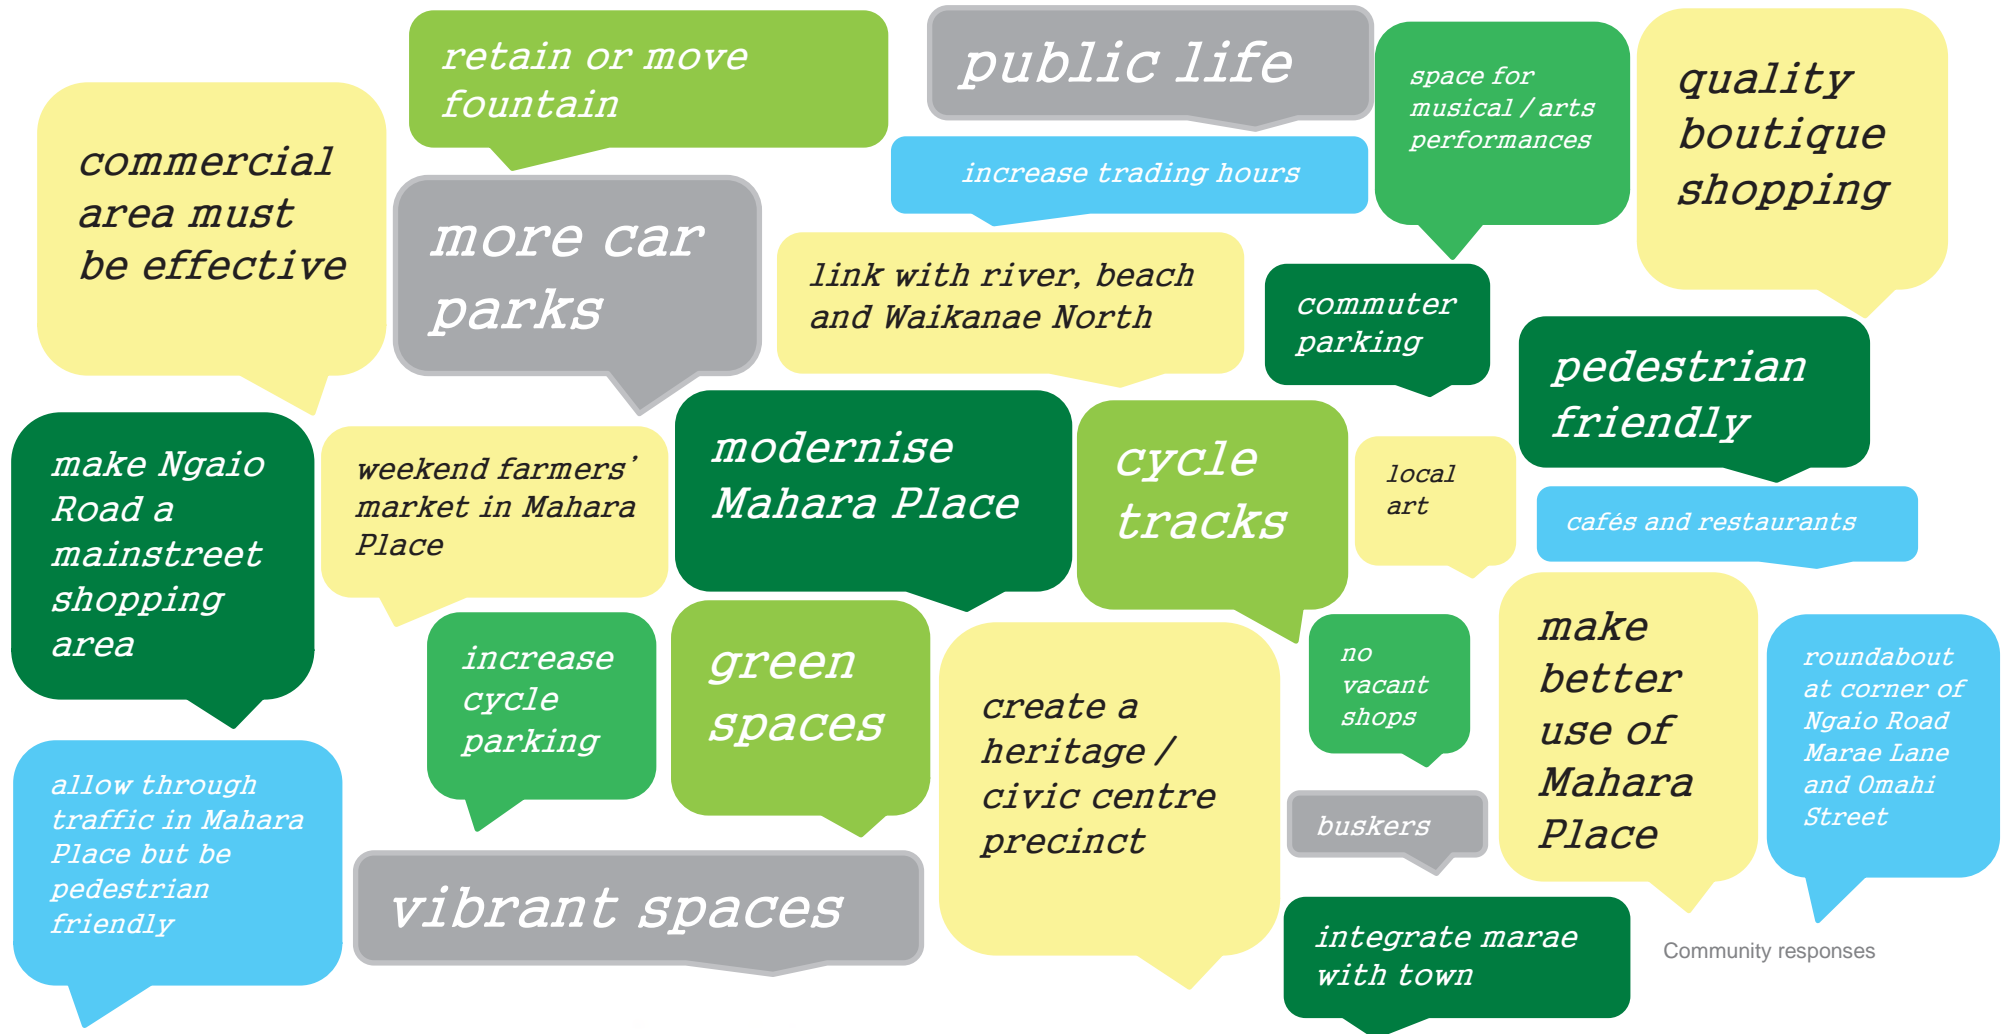 retain or move
fountain
public life
space for
musical / arts
performances
quality
boutique
shopping
commercial
area must
be effective
increase trading hours
more car
parks
link with river, beach
and Waikanae North
commuter
parking
pedestrian
friendly
make Ngaio
Road a
mainstreet
shopping
area
weekend farmers’
market in Mahara
Place
modernise
Mahara Place
cycle
tracks
local
art
cafés and restaurants
increase
cycle
parking
green
spaces
create a
heritage /
civic centre
precinct
no
vacant
shops
make
better
use of
Mahara
Place
roundabout
at corner of
Ngaio Road
Marae Lane
and Omahi
Street
allow through
traffic in Mahara
Place but be
pedestrian
friendly
vibrant spaces
buskers
integrate marae
with town
Community responses